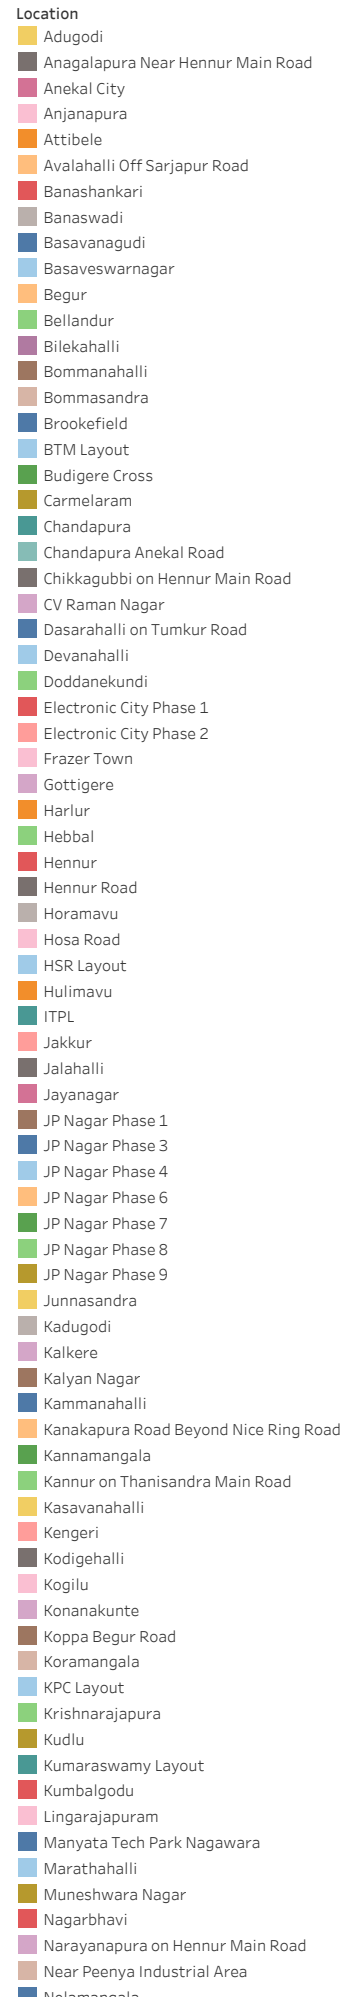 Location
Adugodi
Anagalapura Near Hennur Main Road
Anekal City
Anjanapura
Attibele
Avalahalli Off Sarjapur Road
Banashankari
Banaswadi
Basavanagudi
Basaveswarnagar
Begur
Bellandur
Bilekahalli
Bommanahalli
Bommasandra
Brookefield
BTM Layout
Budigere Cross
Carmelaram
Chandapura
Chandapura Anekal Road
Chikkagubbi on Hennur Main Road
CV Raman Nagar
Dasarahalli on Tumkur Road
Devanahalli
Doddanekundi
Electronic City Phase 1
Electronic City Phase 2
Frazer Town
Gottigere
Harlur
Hebbal
Hennur
Hennur Road
Horamavu
Hosa Road
HSR Layout
Hulimavu
ITPL
Jakkur
Jalahalli
Jayanagar
JP Nagar Phase 1
JP Nagar Phase 3
JP Nagar Phase 4
JP Nagar Phase 6
JP Nagar Phase 7
JP Nagar Phase 8
JP Nagar Phase 9
Junnasandra
Kadugodi
Kalkere
Kalyan Nagar
Kammanahalli
Kanakapura Road Beyond Nice Ring Road
Kannamangala
Kannur on Thanisandra Main Road
Kasavanahalli
Kengeri
Kodigehalli
Kogilu
Konanakunte
Koppa Begur Road
Koramangala
KPC Layout
Krishnarajapura
Kudlu
Kumaraswamy Layout
Kumbalgodu
Lingarajapuram
Manyata Tech Park Nagawara
Marathahalli
Muneshwara Nagar
Nagarbhavi
Narayanapura on Hennur Main Road
Near Peenya Industrial Area